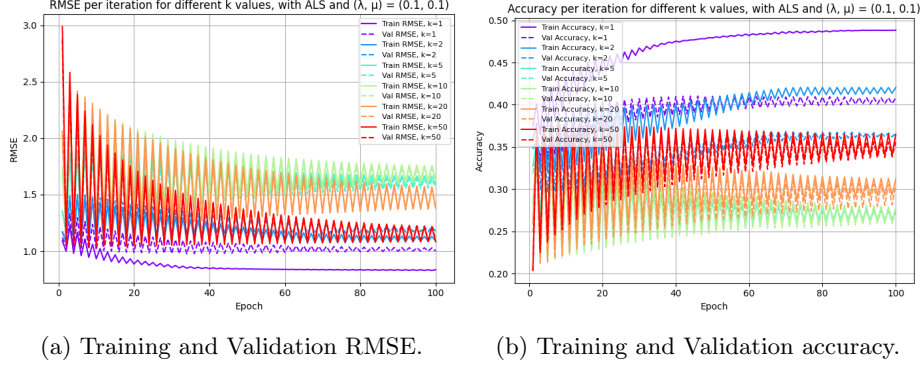 RMSE per iteration for different k values, with ALS and (λ, μ) = (0.1, 0.1)
3.0
2.5
2.0
1.5
1.0
RMSE
Train RMSE, k=1
Val RMSE, k=1
Train RMSE, k=2
Val RMSE, k=2
Train RMSE, k=5
Val RMSE, k=5
Train RMSE, k=10
Val RMSE, k=10
Train RMSE, k=20
Val RMSE, k=20
Train RMSE, k=50
Val RMSE, k=50
0
20
40
60
80
100
Epoch
(a) Training and Validation RMSE.
Accuracy per iteration for different k values, with ALS and (λ, μ) = (0.1, 0.1)
0.50
0.45
0.40
0.35
0.30
0.25
0.20
Accuracy
Train Accuracy, k=1
Val Accuracy, k=1
Train Accuracy, k=2
Val Accuracy, k=2
Train Accuracy, k=5
Val Accuracy, k=5
Train Accuracy, k=10
Val Accuracy, k=10
Train Accuracy, k=20
Val Accuracy, k=20
Train Accuracy, k=50
Val Accuracy, k=50
0
20
40
60
80
100
Epoch
(b) Training and Validation accuracy.